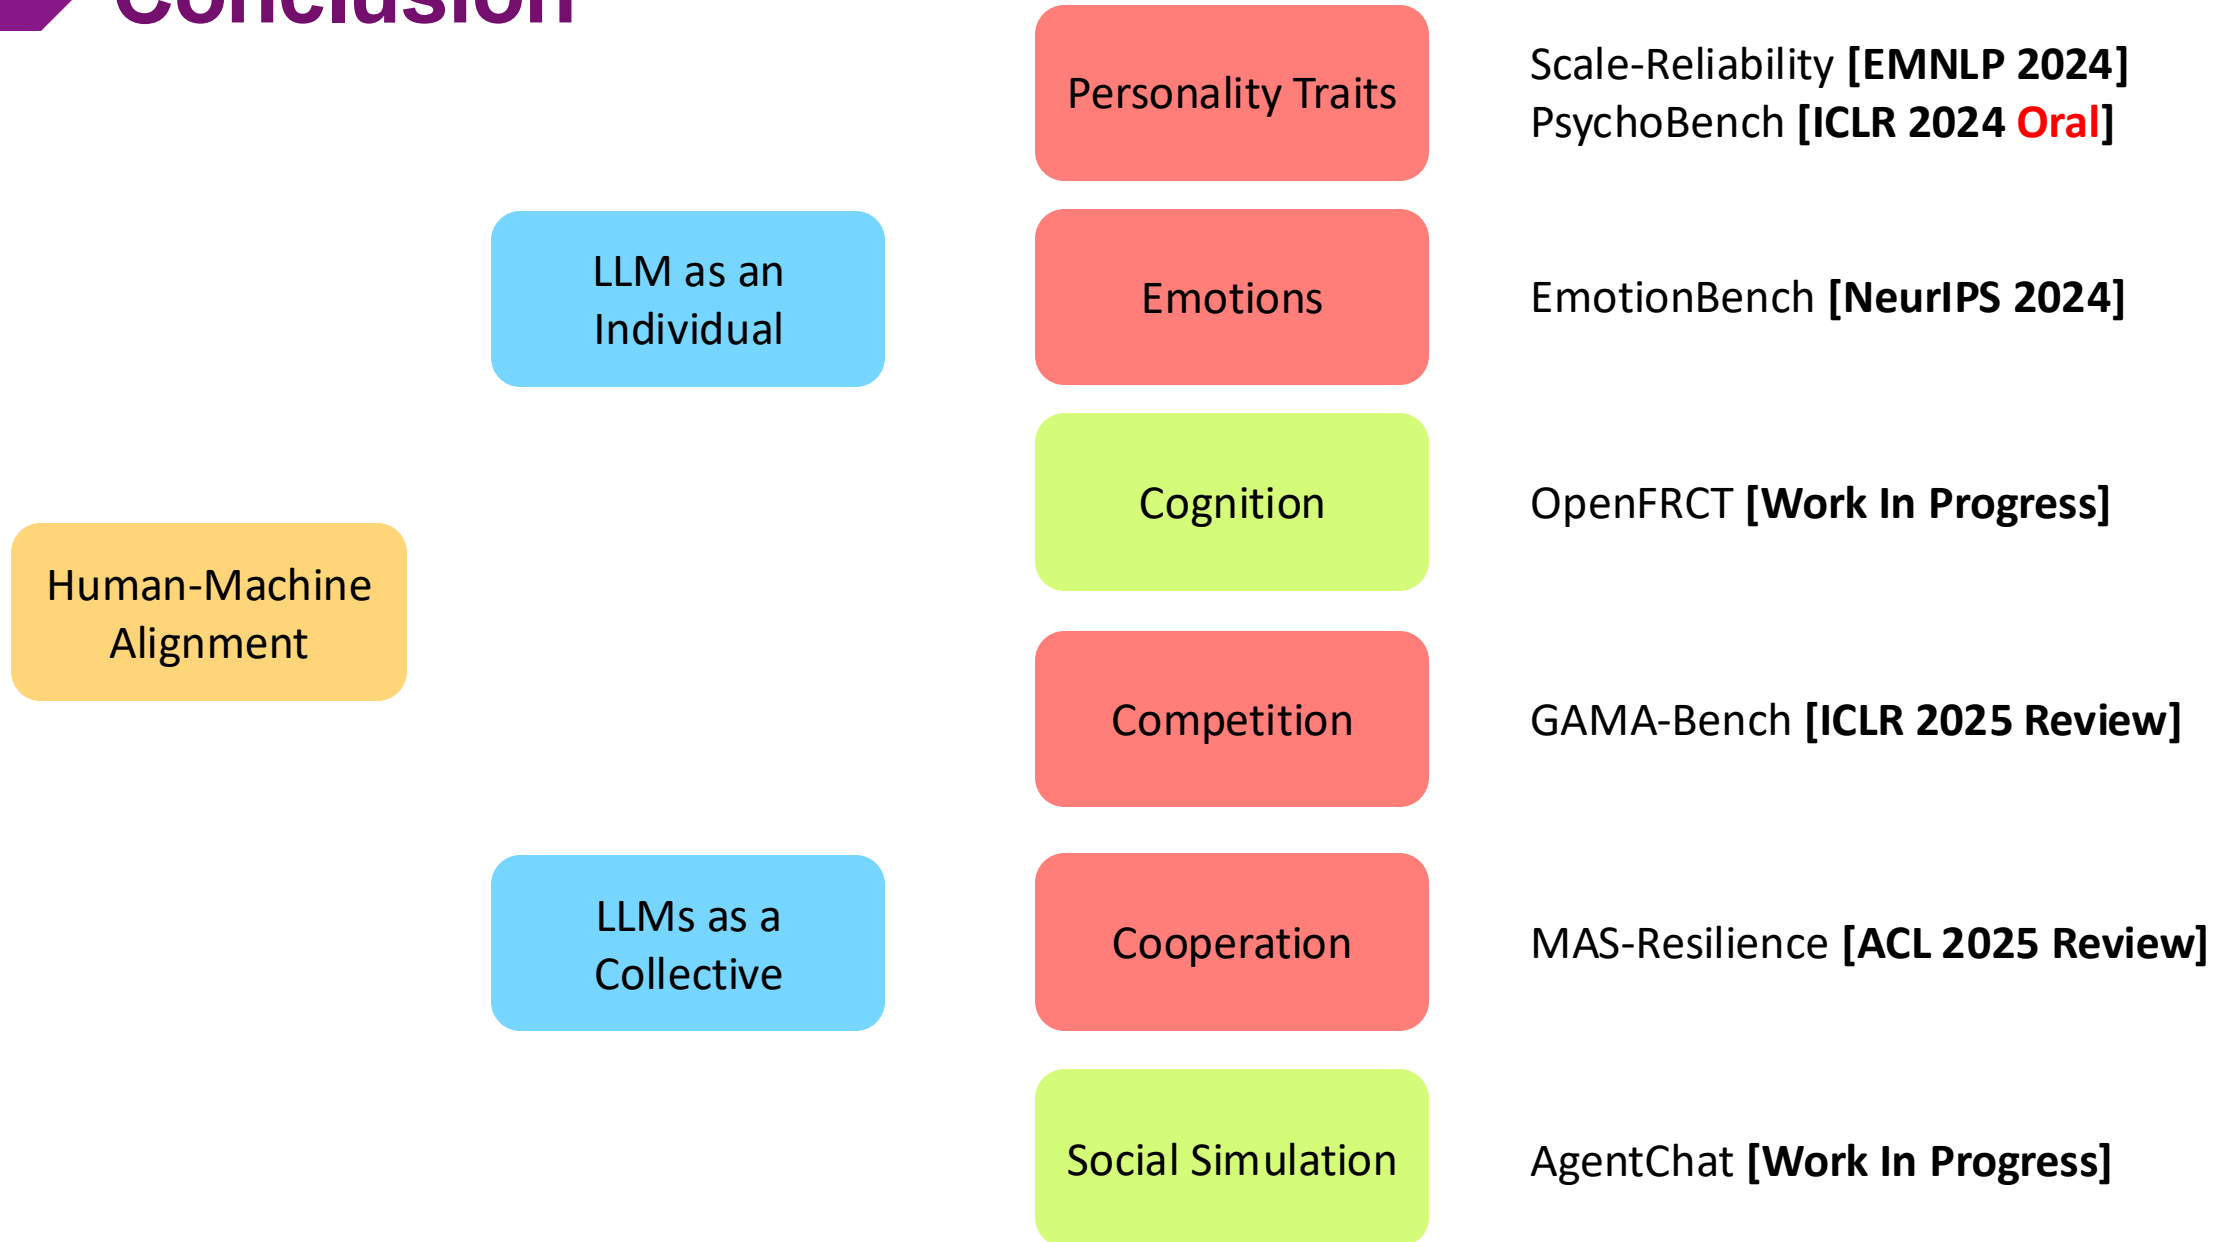 Conclusion
Personality Traits
Scale-Reliability [EMNLP 2024]
PsychoBench [ICLR 2024 Oral]
LLM as an
Individual
Emotions
EmotionBench [NeurIPS 2024]
Cognition
OpenFRCT [Work In Progress]
Human-Machine
Alignment
Competition
GAMA-Bench [ICLR 2025 Review]
LLMs as a
Collective
Cooperation
MAS-Resilience [ACL 2025 Review]
Social Simulation
AgentChat [Work In Progress]